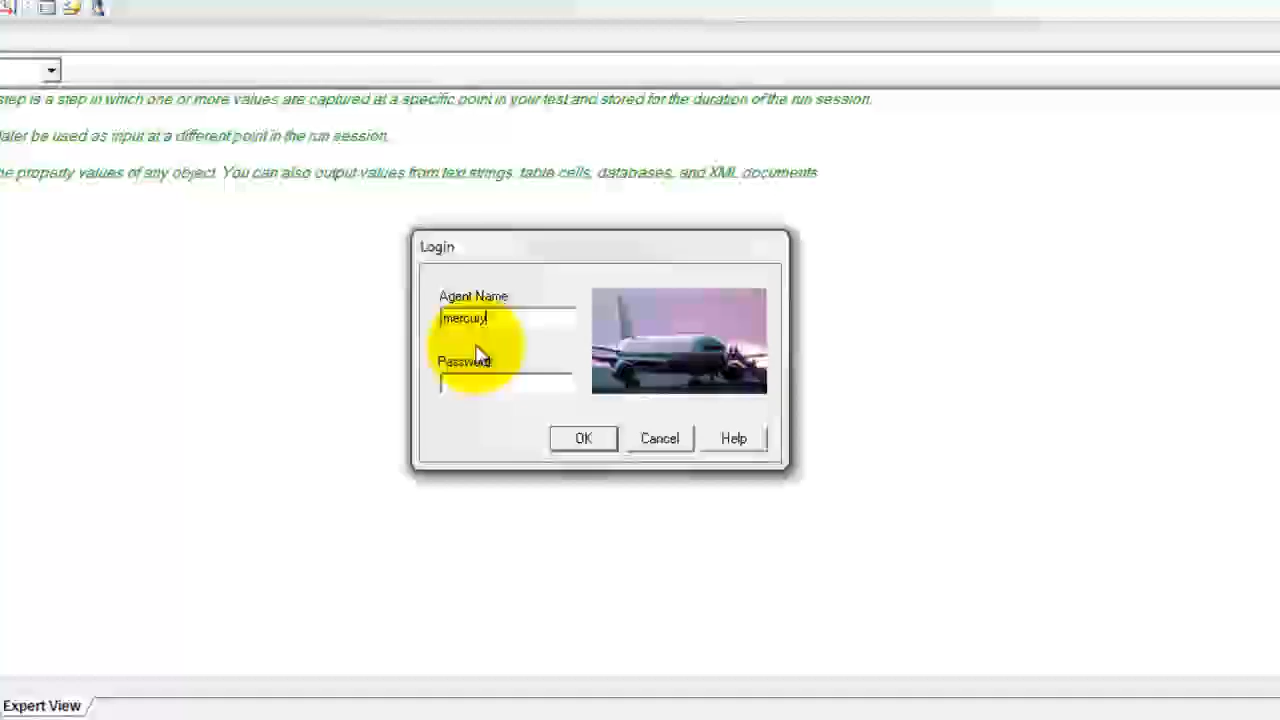 step is a step in which one or more values are captured at a specific point in your test and stored for the duration of the run session.
later be used as input at a different point in the run session.
he property values of any object. You can also output values from text strings, table cells, databases, and XML documents
Login
Agent Name
mercury
Password:
OK
Cancel
Help
Expert View